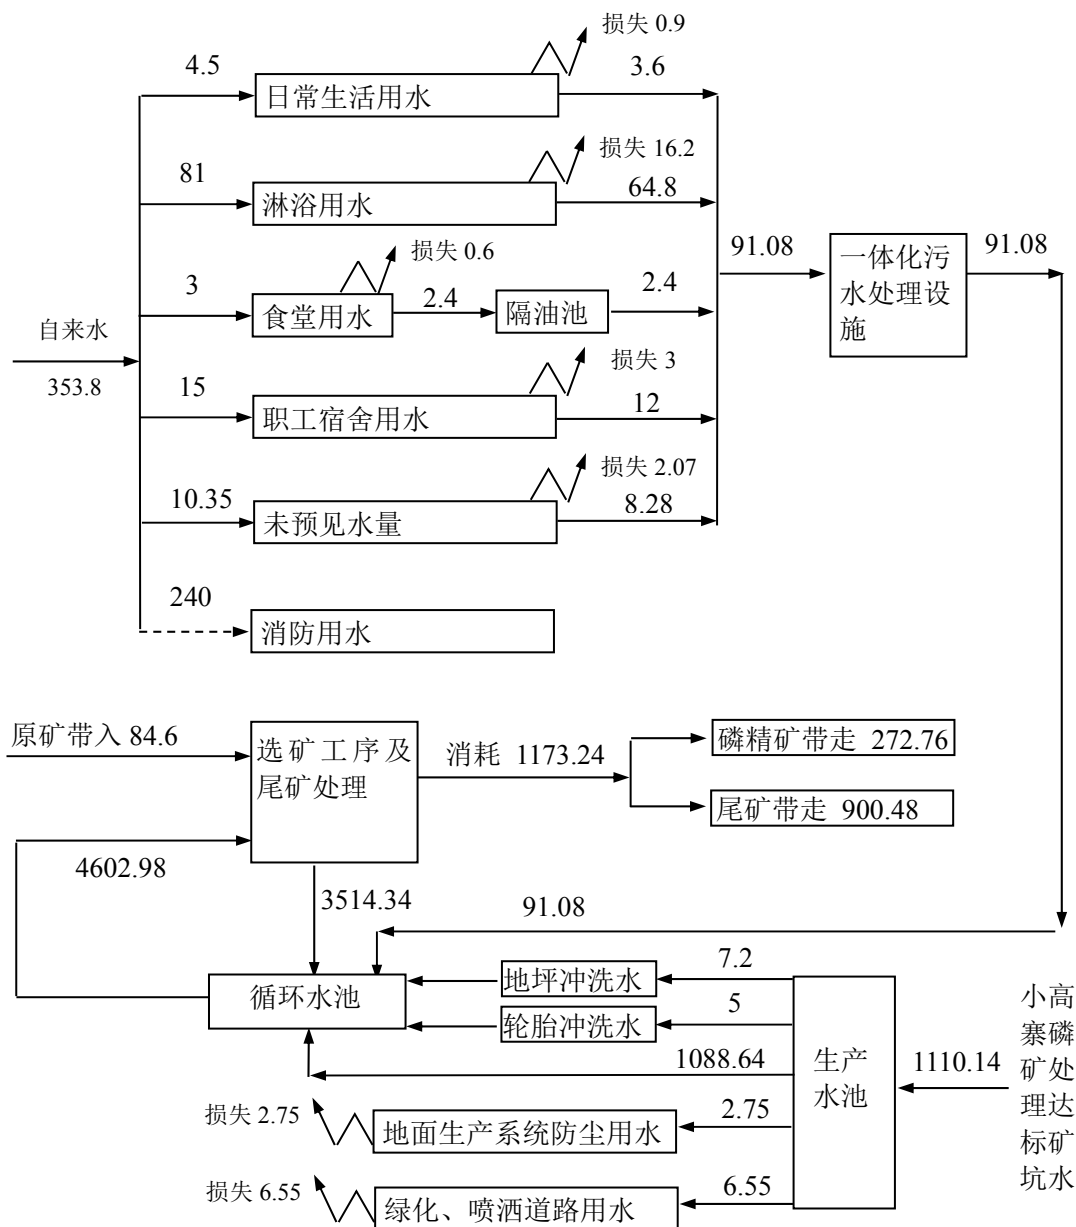 损失 0.9
4.5
3.6
日常生活用水
损失 16.2
81
64.8
淋浴用水
损失 0.6
3
2.4
2.4
食堂用水
隔油池
91.08
一体化污
水处理设
施
91.08
自来水
353.8
损失 3
15
12
职工宿舍用水
损失 2.07
10.35
8.28
未预见水量
240
消防用水
原矿带入 84.6
选矿工序及
尾矿处理
消耗 1173.24
磷精矿带走 272.76
尾矿带走 900.48
4602.98
3514.34
91.08
循环水池
地坪冲洗水
7.2
轮胎冲洗水
5
1088.64
生产
水池
1110.14
小高
寨磷
矿处
理达
标矿
坑水
损失 2.75
地面生产系统防尘用水
2.75
损失 6.55
绿化、喷洒道路用水
6.55